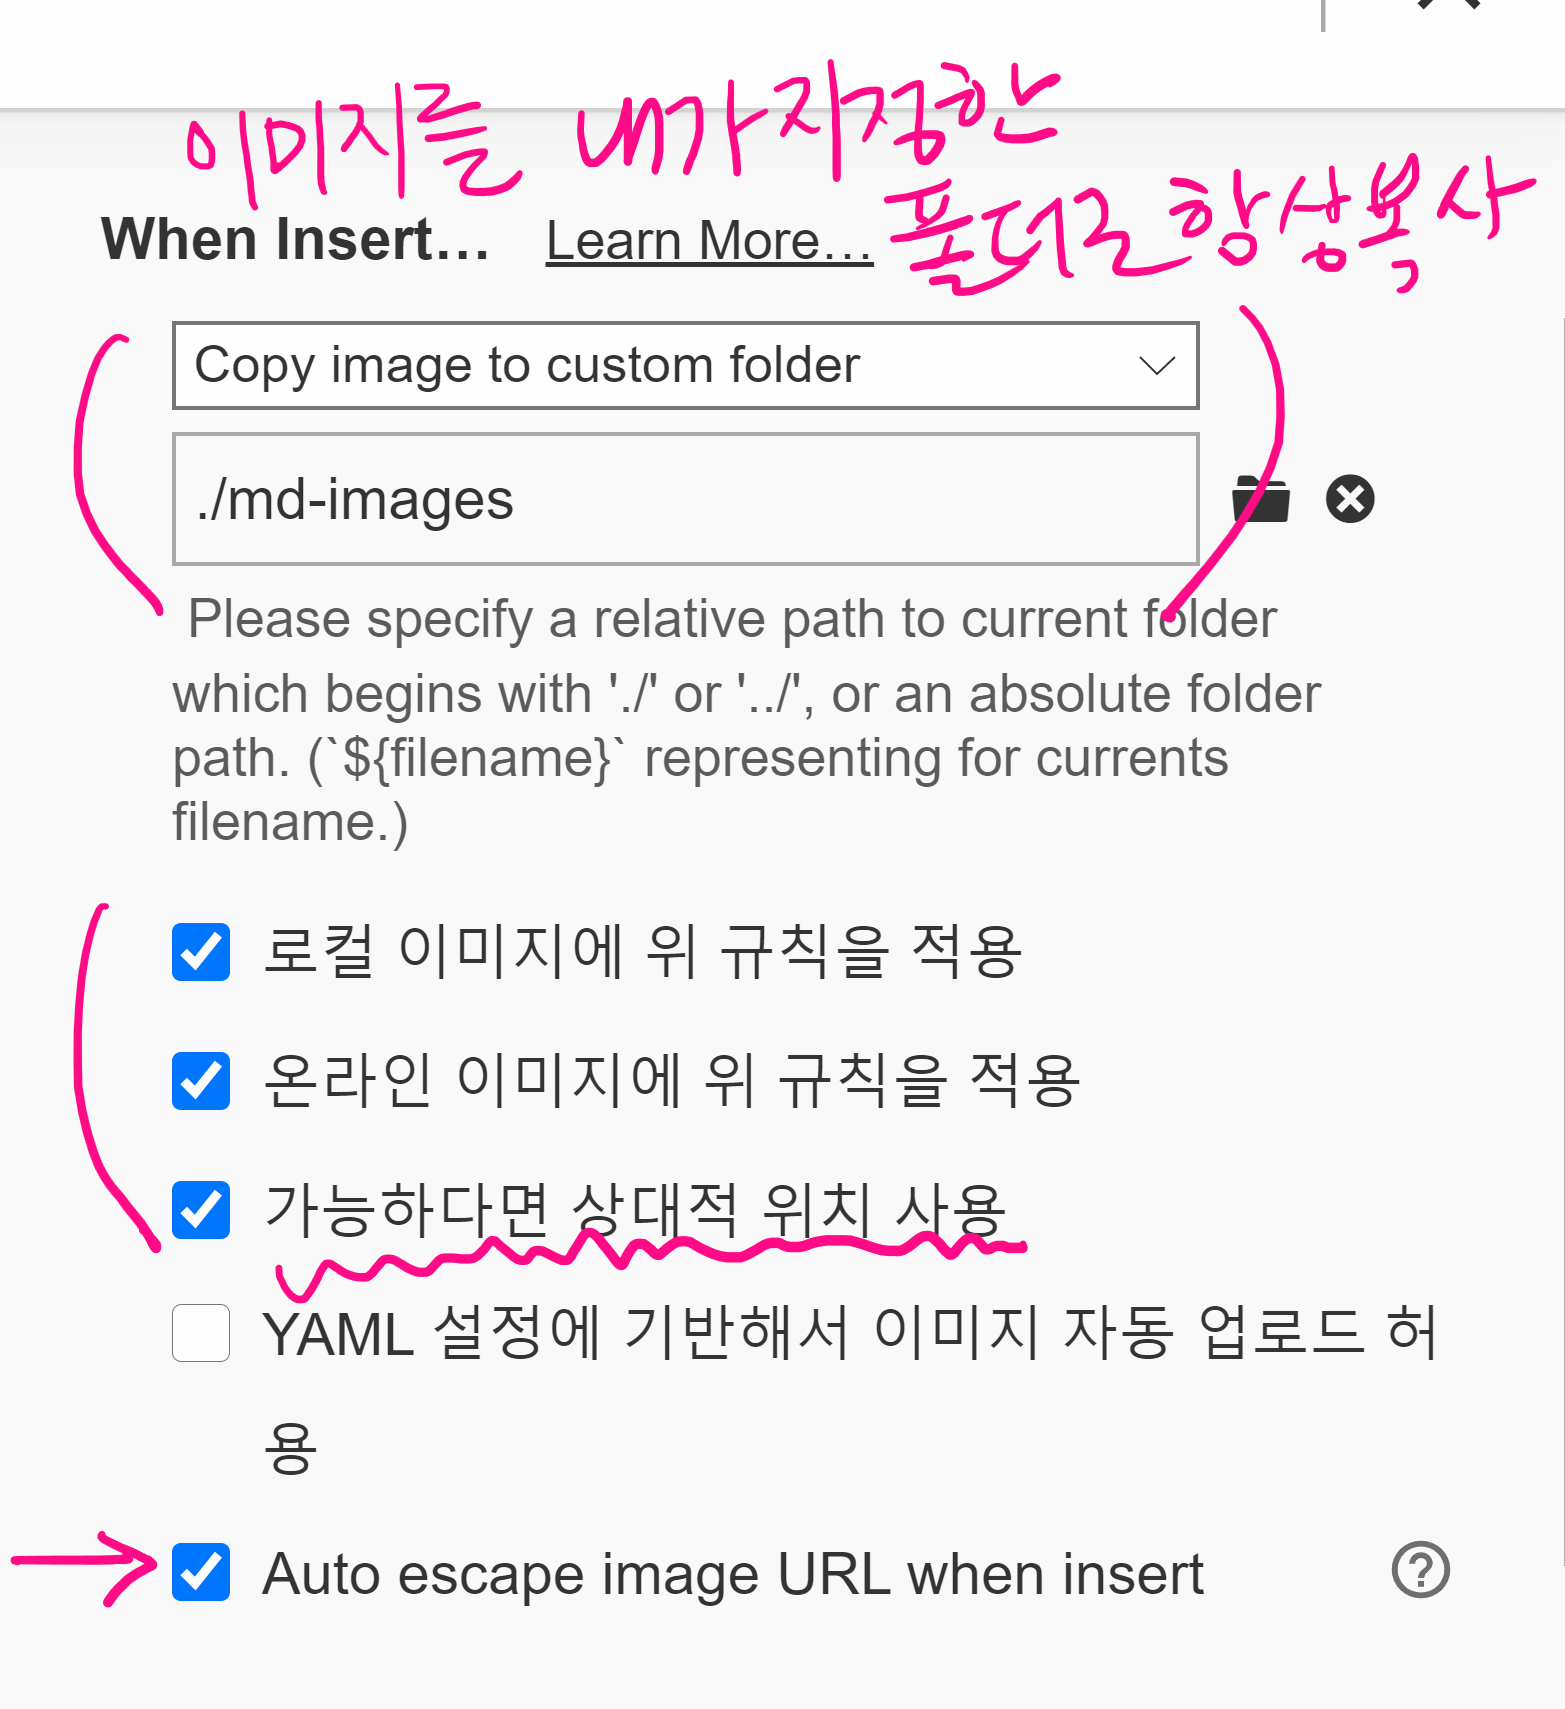 이미지를 내가 지정한
폴더로 항상 복사
When Insert... Learn More...
Copy image to custom folder
./md-images
Please specify a relative path to current folder
which begins with './' or '../', or an absolute folder
path. (`${filename}` representing for currents
filename.)
로컬 이미지에 위 규칙을 적용
온라인 이미지에 위 규칙을 적용
가능하다면 상대적 위치 사용
YAML 설정에 기반해서 이미지 자동 업로드 허
용
Auto escape image URL when insert